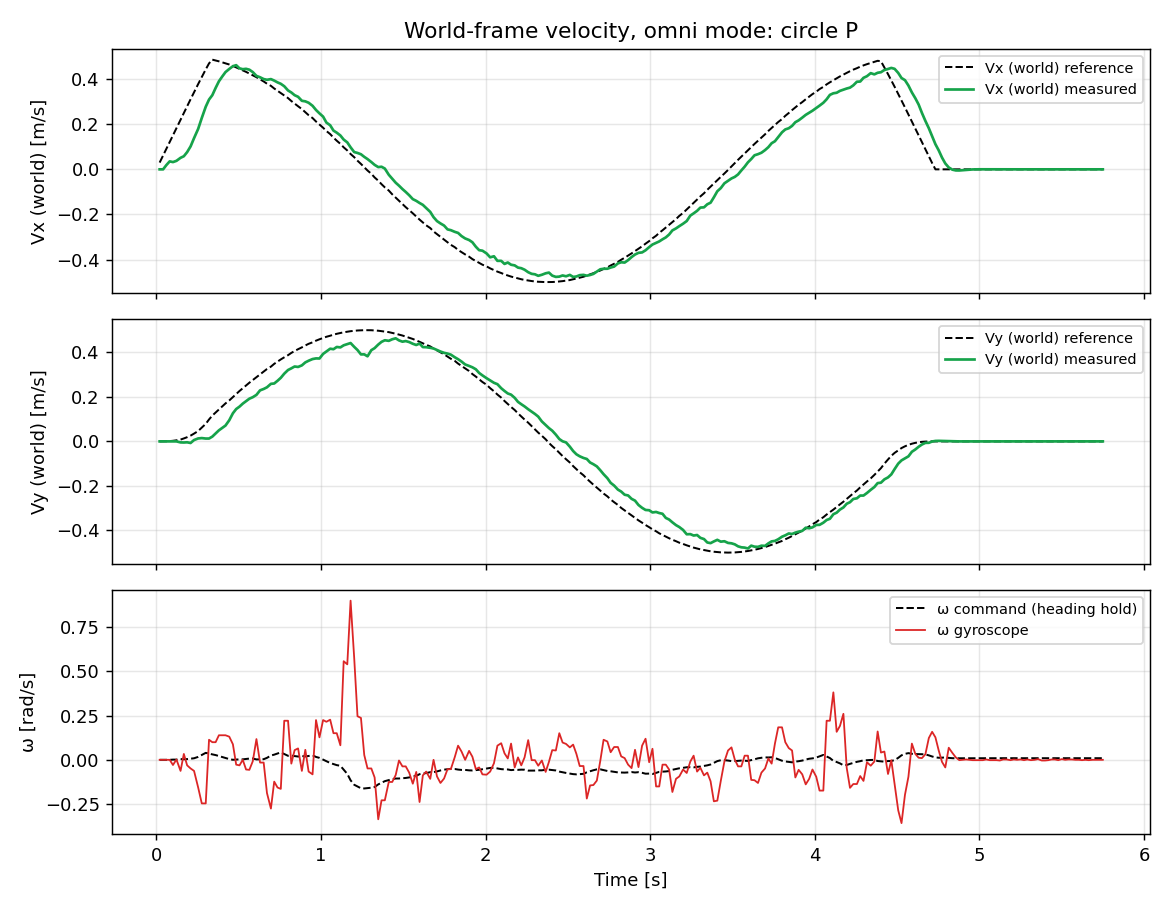 World-frame velocity, omni mode: circle P
Vx (world) [m/s]
0.4
0.2
0.0
−0.2
−0.4
Vx (world) reference
Vx (world) measured
Vy (world) [m/s]
0.4
0.2
0.0
−0.2
−0.4
Vy (world) reference
Vy (world) measured
ω [rad/s]
0.75
0.50
0.25
0.00
−0.25
ω command (heading hold)
ω gyroscope
0 1 2 3 4 5 6
Time [s]